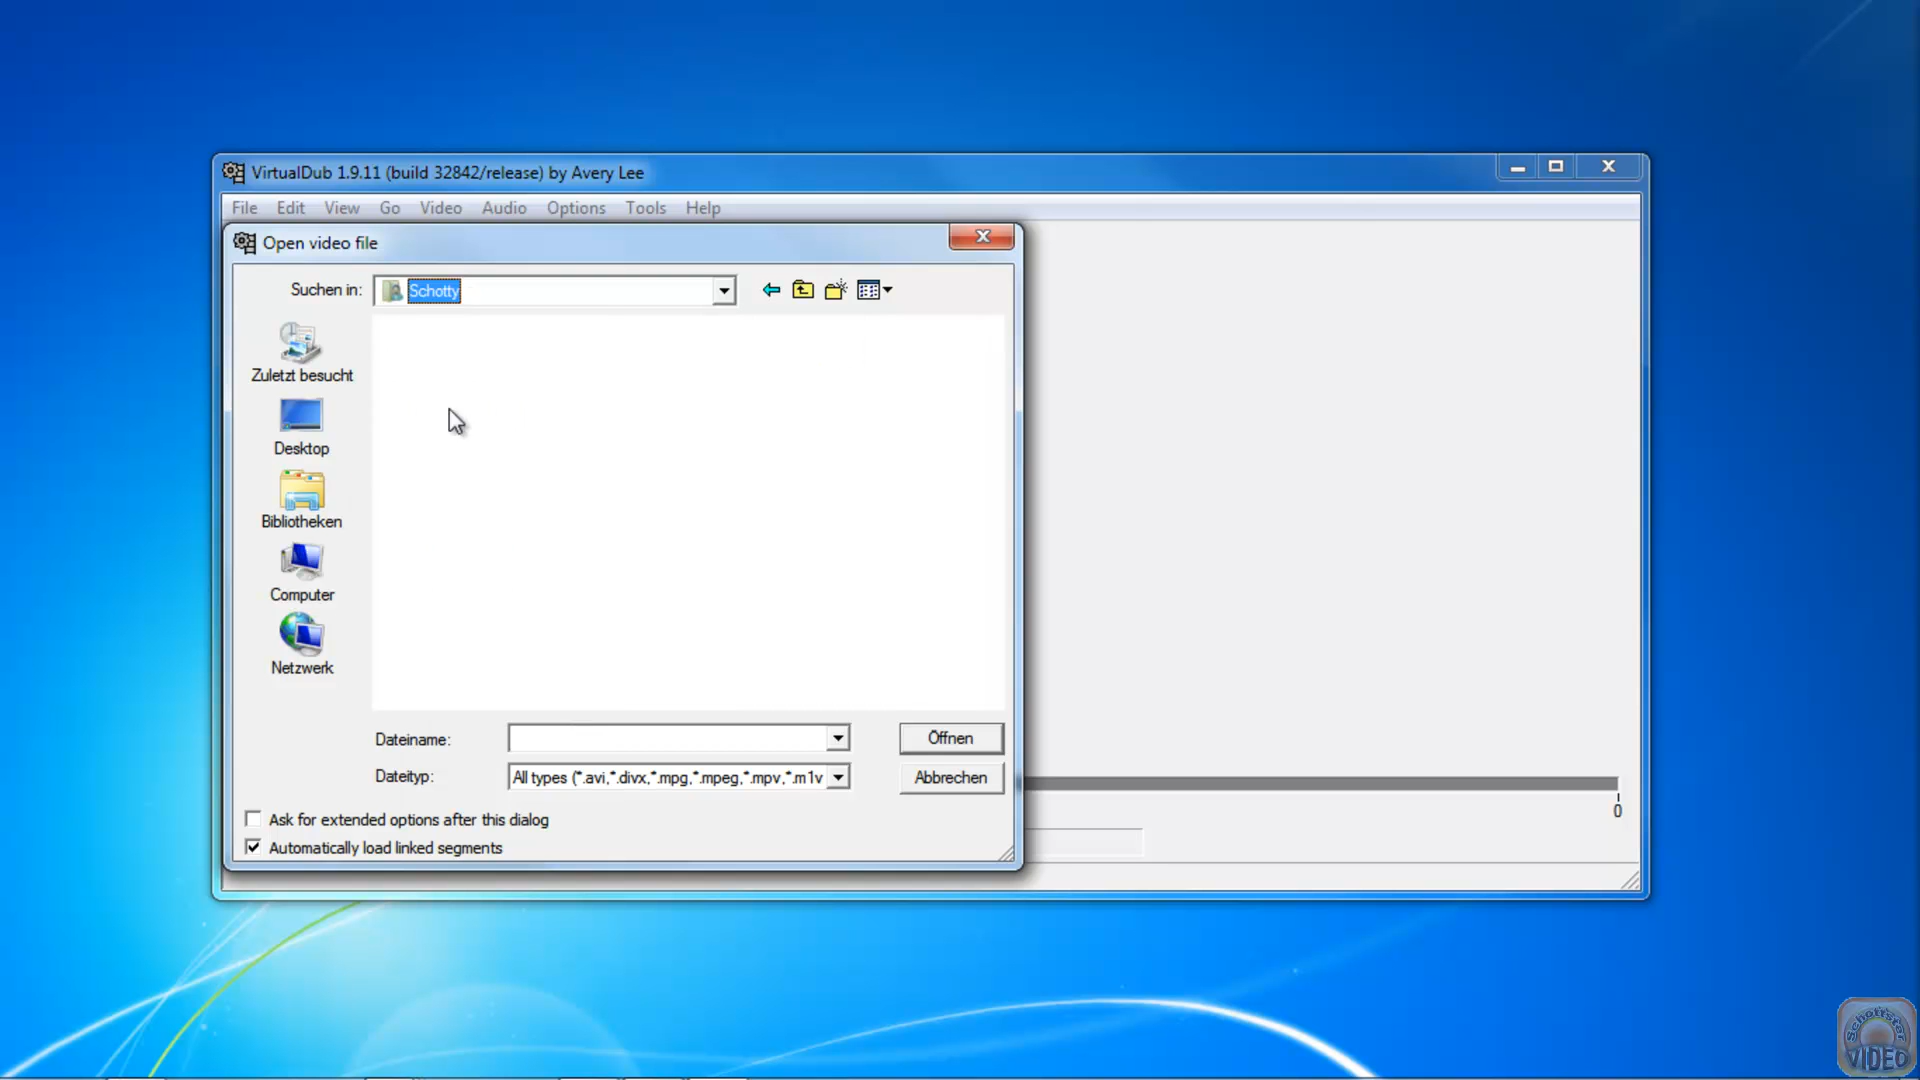 VirtualDub 1.9.11 (build 32842/release) by Avery Lee
File Edit View Go Video Audio Options Tools Help
Open video file
Suchen in: Schotty
Zuletzt besucht
Desktop
Bibliotheken
Computer
Netzwerk
Dateiname: Öffnen
Dateityp: All types (*.avi,*.divx,*.mpg,*.mpeg,*.mpv,*.m1v Abbrechen
0
Ask for extended options after this dialog
Automatically load linked segments
Schottstar
VIDEO